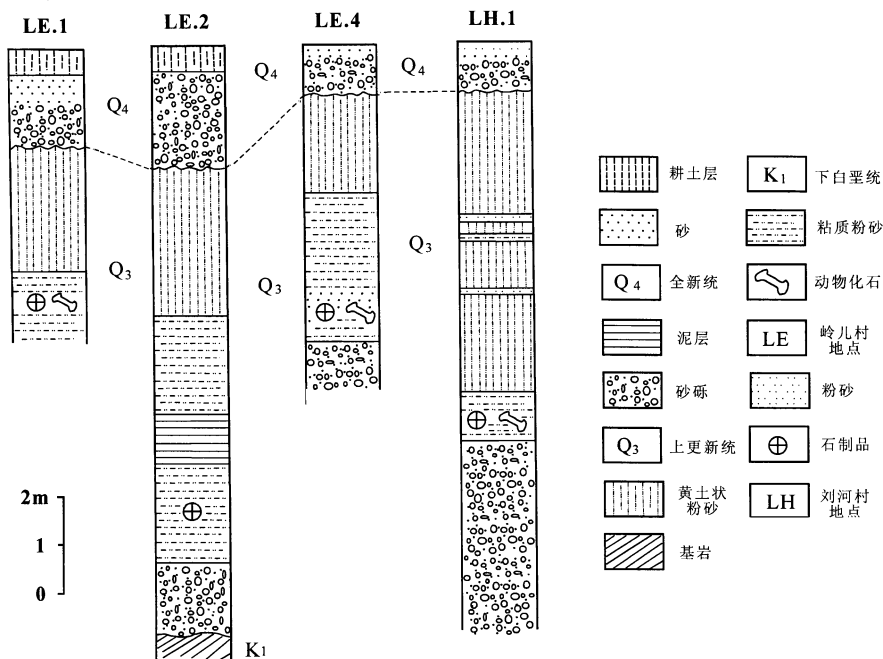 LE.1
LE.2
LE.4
LH.1
Q4
Q4
Q4
Q3
Q3
Q3
2m
1
0
K1
耕土层
K1
下白垩统
砂
粘质粉砂
Q4
全新统
动物化石
泥层
LE
岭儿村
地点
砂砾
粉砂
Q3
上更新统
石制品
黄土状
粉砂
LH
刘河村
地点
基岩